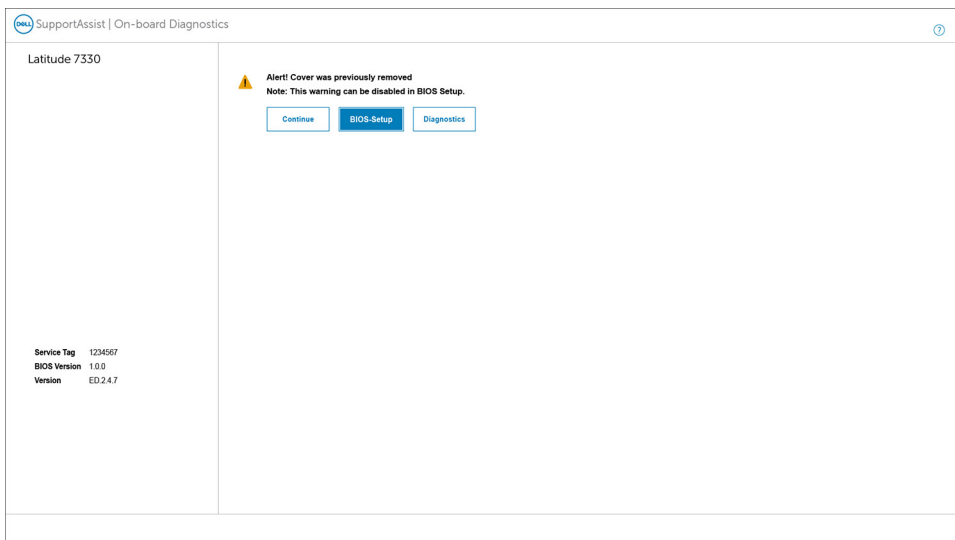 DELL SupportAssist | On-board Diagnostics
?
Latitude 7330
Alert! Cover was previously removed
Note: This warning can be disabled in BIOS Setup.
Continue BIOS-Setup Diagnostics
Service Tag 1234567
BIOS Version 1.0.0
Version ED.2.4.7